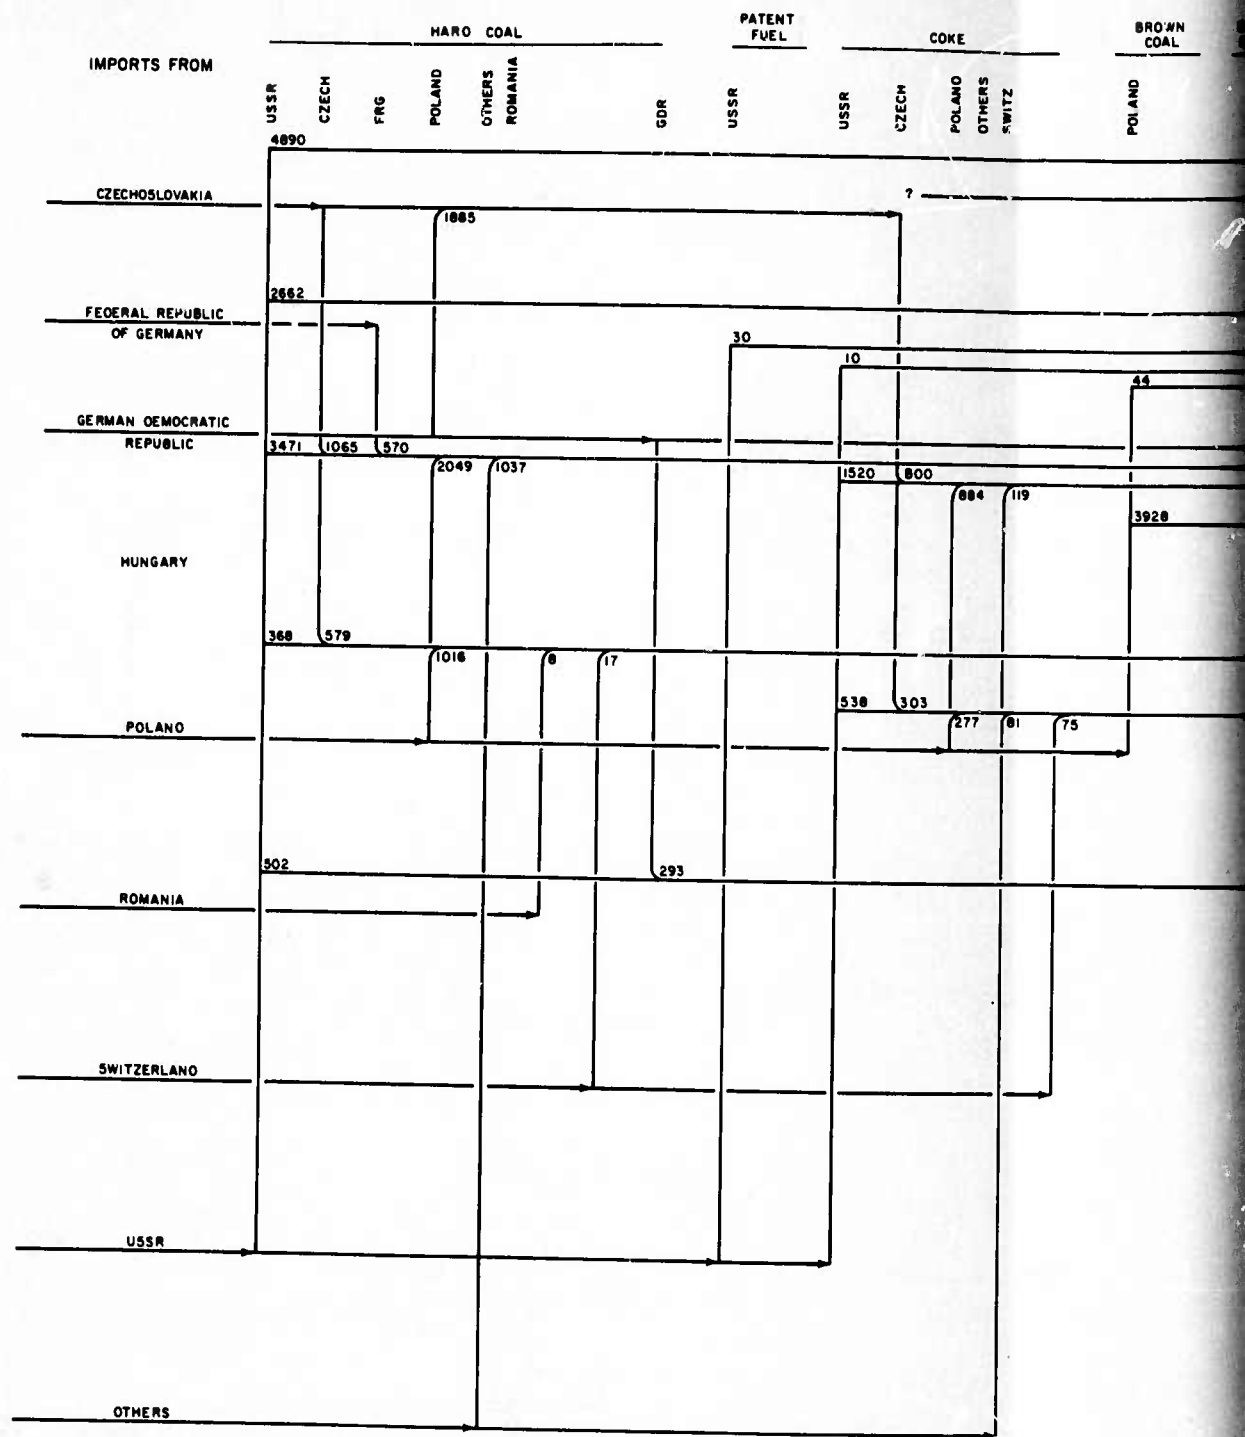 HARO COAL
PATENT
FUEL
COKE
BROWN
COAL
IMPORTS FROM
USSR
CZECH
FRG
POLAND
OTHERS
ROMANIA
GDR
USSR
USSR
CZECH
POLAND
OTHERS
SWITZ
POLAND
4890
CZECHOSLOVAKIA
?
1885
2662
FEDERAL REPUBLIC
OF GERMANY
30
10
44
GERMAN DEMOCRATIC
REPUBLIC
3471
1065
570
2049
1037
1520
800
884
119
3928
HUNGARY
368
579
1016
8
17
538
303
277
81
75
POLANO
502
293
ROMANIA
SWITZERLANO
USSR
OTHERS